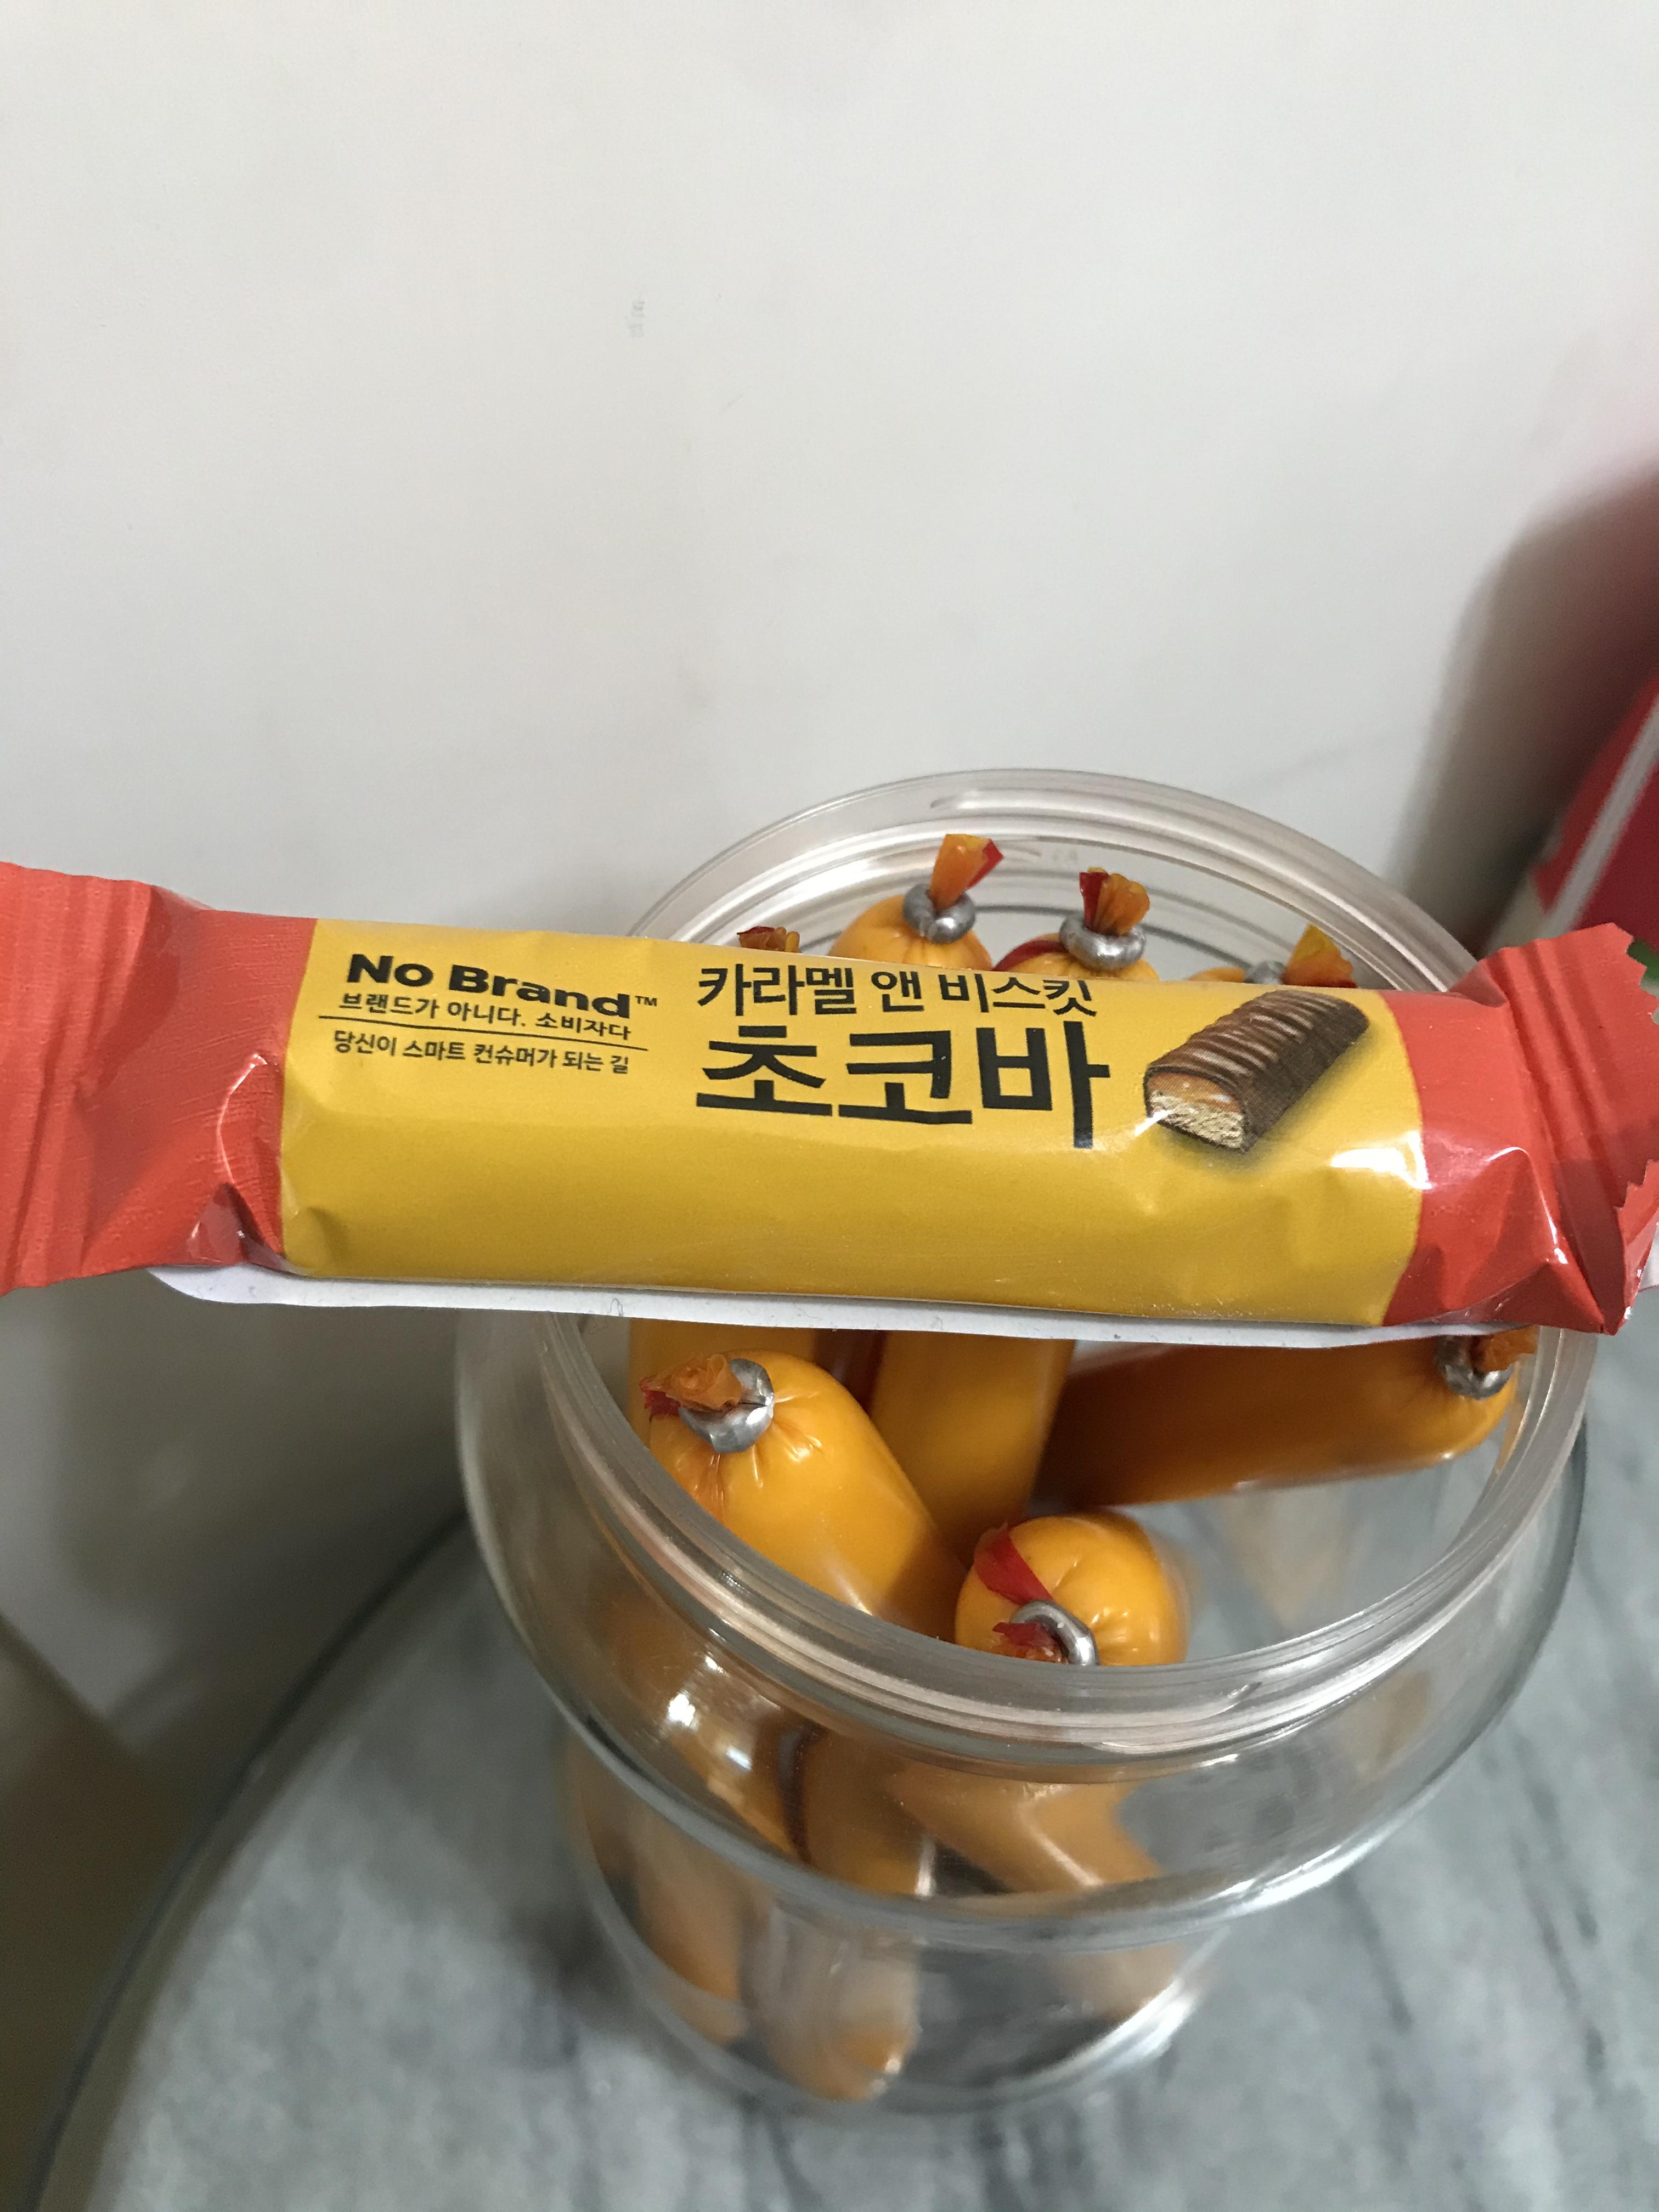 No Brand™
브랜드가 아니다. 소비자다
당신이 스마트 컨슈머가 되는 길
카라멜 앤 비스킷
초코바